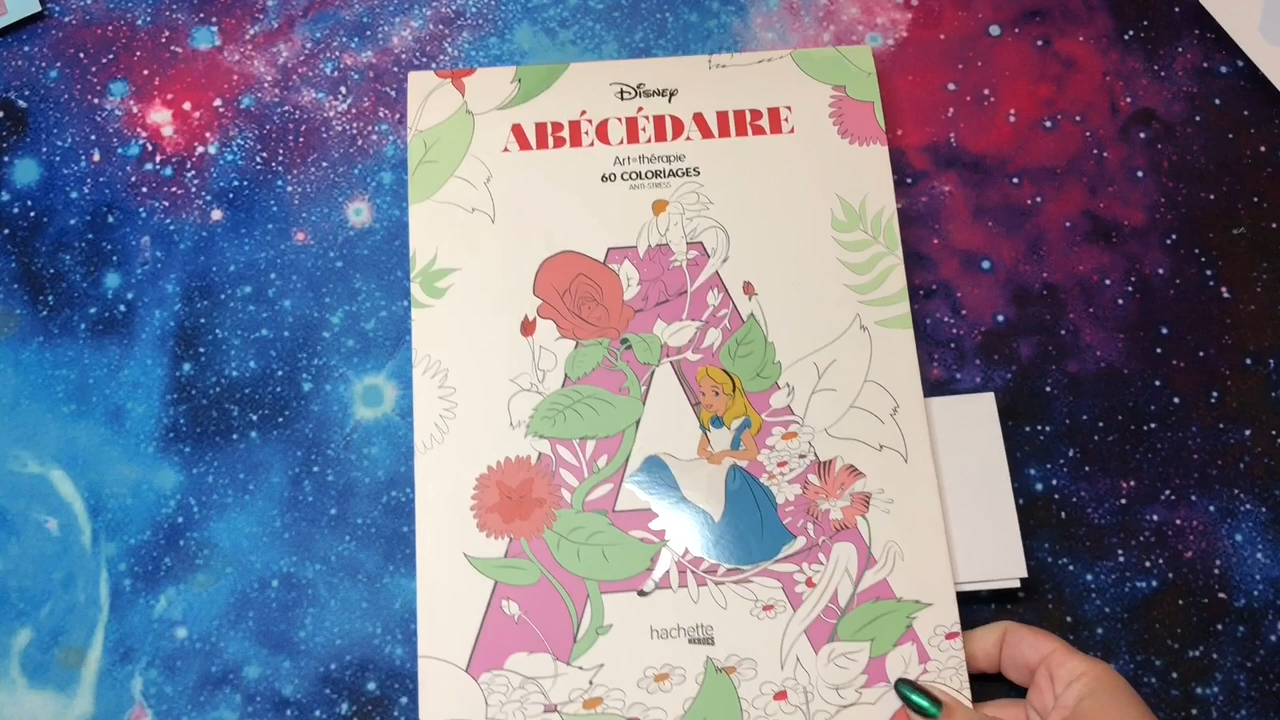 Disney
ABÉCÉDAIRE
Art-thérapie
60 COLORIAGES
ANTI-STRESS
hachette
HEROES